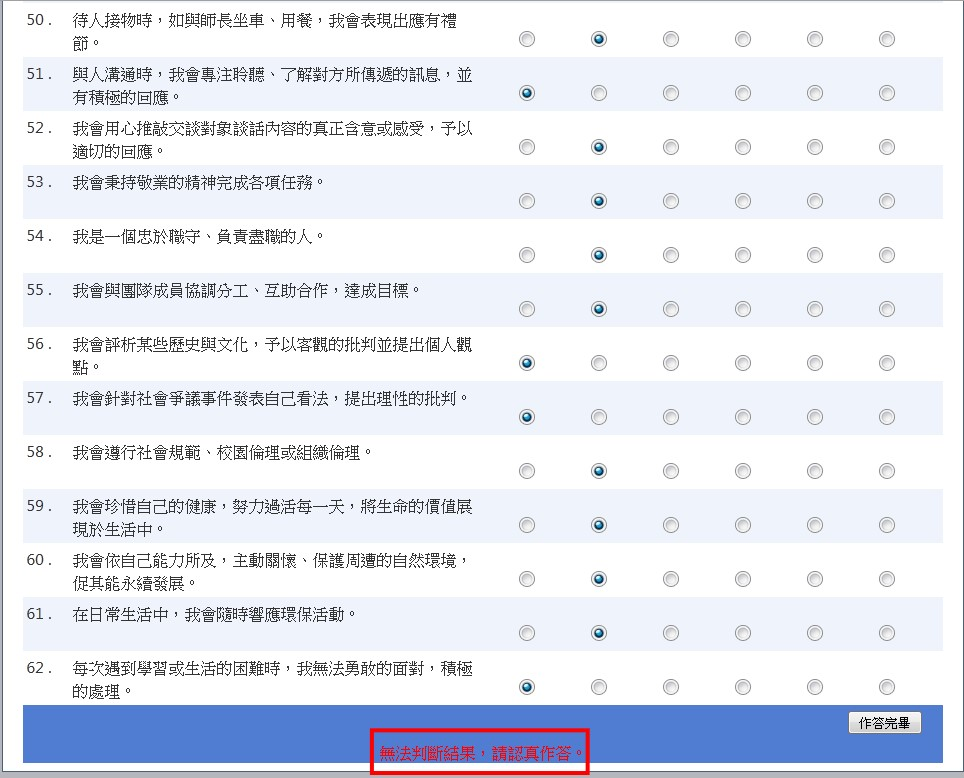 50 . 待人接物時，如與師長坐車、用餐，我會表現出應有禮
節。
51 . 與人溝通時，我會專注聆聽、了解對方所傳遞的訊息，並
有積極的回應。
52 . 我會用心推敲交談對象談話內容的真正含意或感受，予以
適切的回應。
53 . 我會秉持敬業的精神完成各項任務。
54 . 我是一個忠於職守、負責盡職的人。
55 . 我會與團隊成員協調分工、互助合作，達成目標。
56 . 我會評析某些歷史與文化，予以客觀的批判並提出個人觀
點。
57 . 我會針對社會爭議事件發表自己看法，提出理性的批判。
58 . 我會遵行社會規範、校園倫理或組織倫理。
59 . 我會珍惜自己的健康，努力過活每一天，將生命的價值展
現於生活中。
60 . 我會依自己能力所及，主動關懷、保護周遭的自然環境，
促其能永續發展。
61 . 在日常生活中，我會隨時響應環保活動。
62 . 每次遇到學習或生活的困難時，我無法勇敢的面對，積極
的處理。
作答完畢
無法判斷結果，請認真作答。